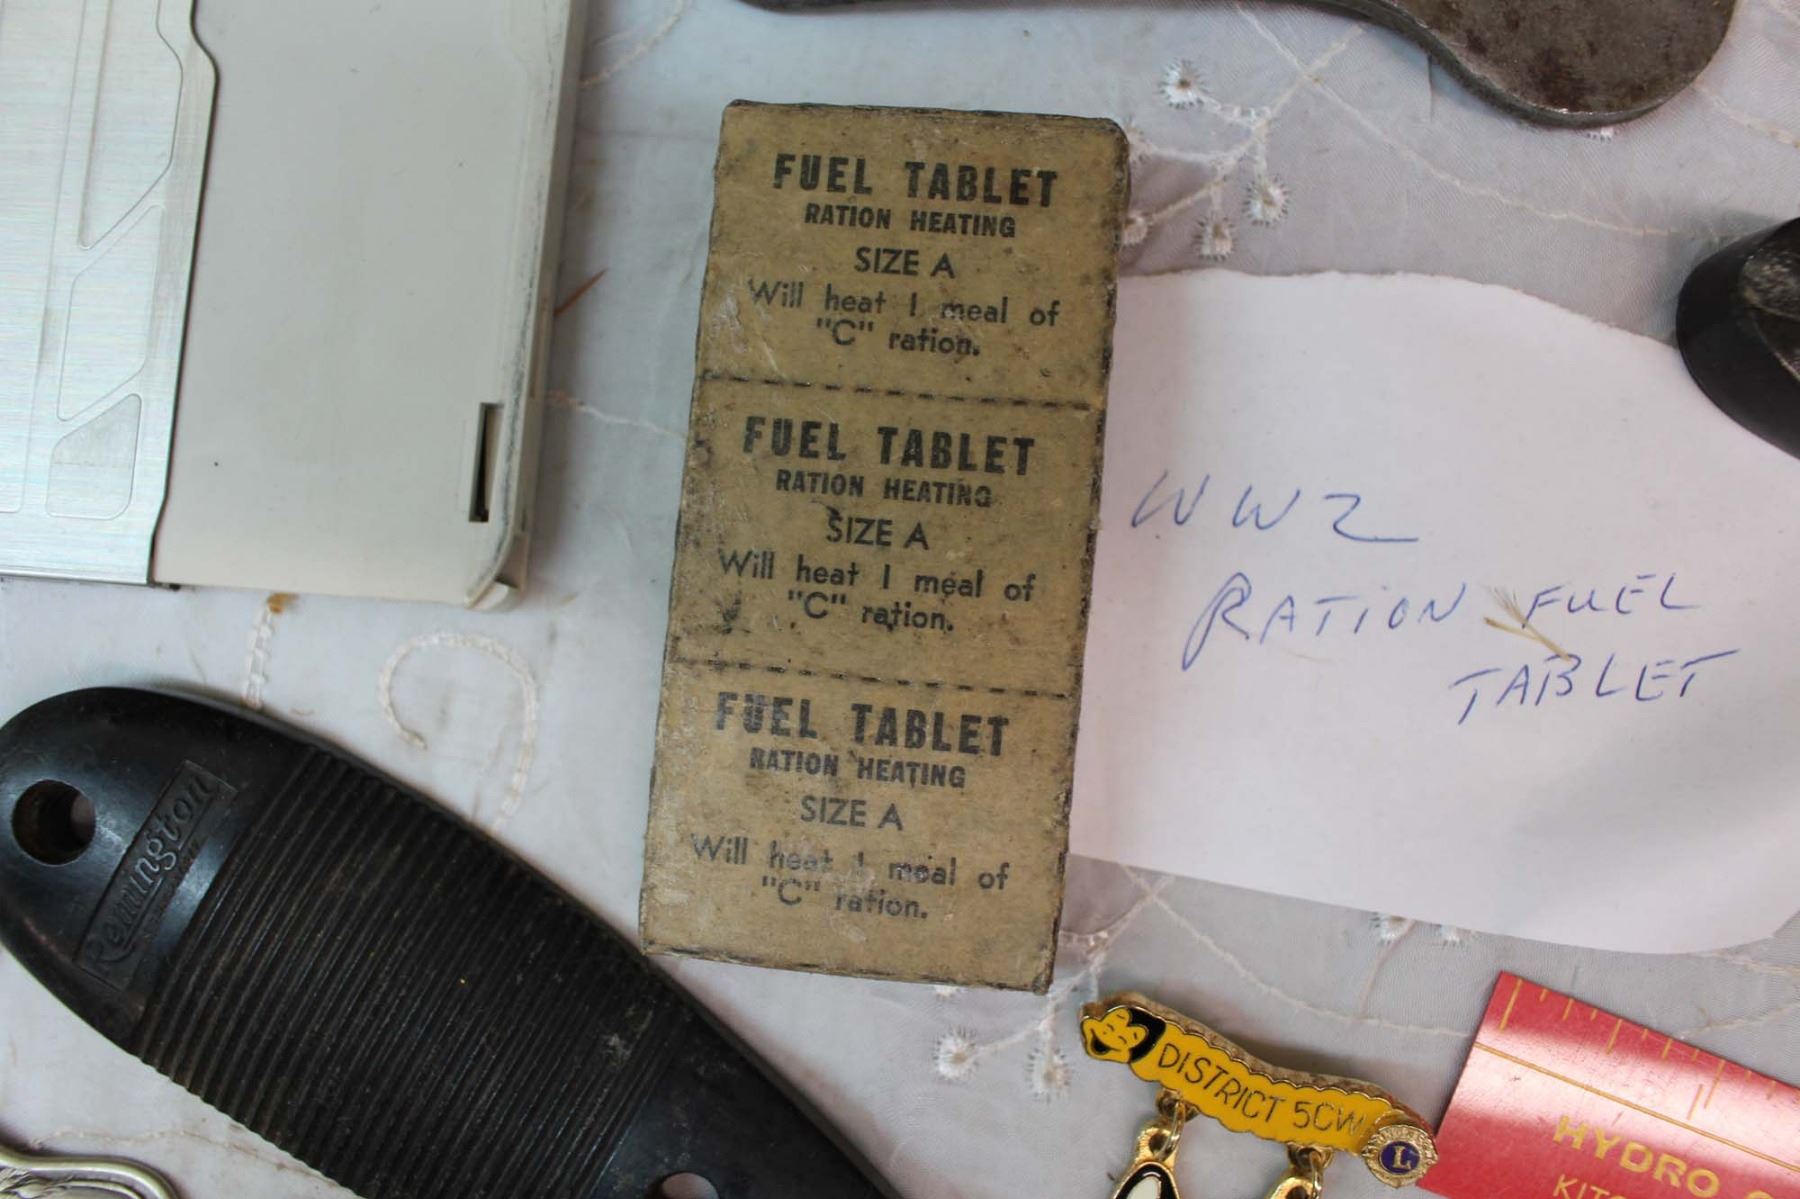 FUEL TABLET
RATION HEATING
SIZE A
Will heat 1 meal of
"C" ration.
FUEL TABLET
RATION HEATING
SIZE A
Will heat 1 meal of
"C" ration.
FUEL TABLET
RATION HEATING
SIZE A
Will heat 1 meal of
"C" ration.
WW2
RATION FUEL
TABLET
Remington
DISTRICT 5CW
L
HYDRO